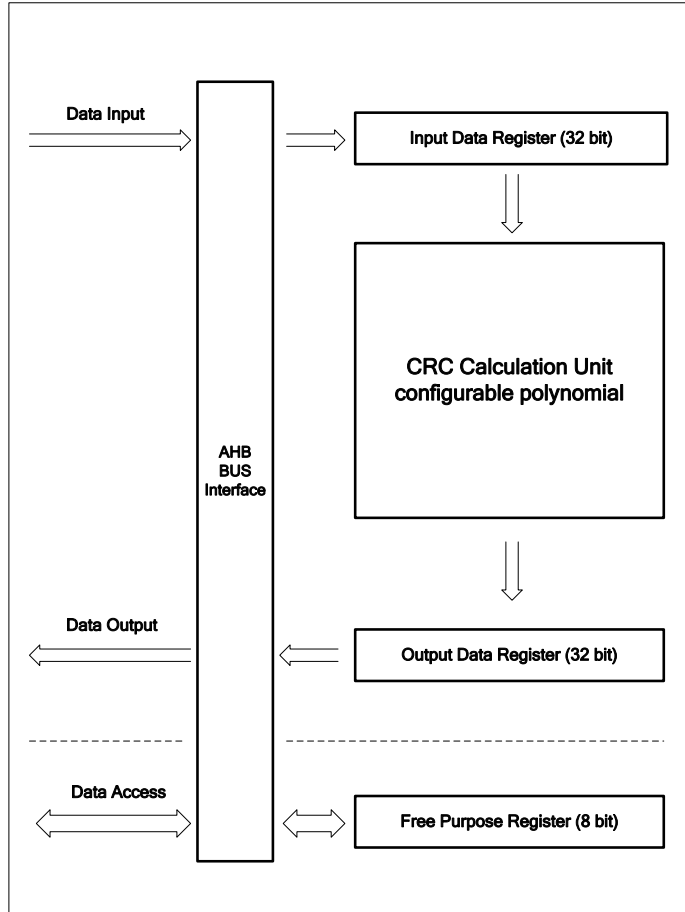 Data Input
Input Data Register (32 bit)
CRC Calculation Unit
configurable polynomial
AHB
BUS
Interface
Data Output
Output Data Register (32 bit)
Data Access
Free Purpose Register (8 bit)